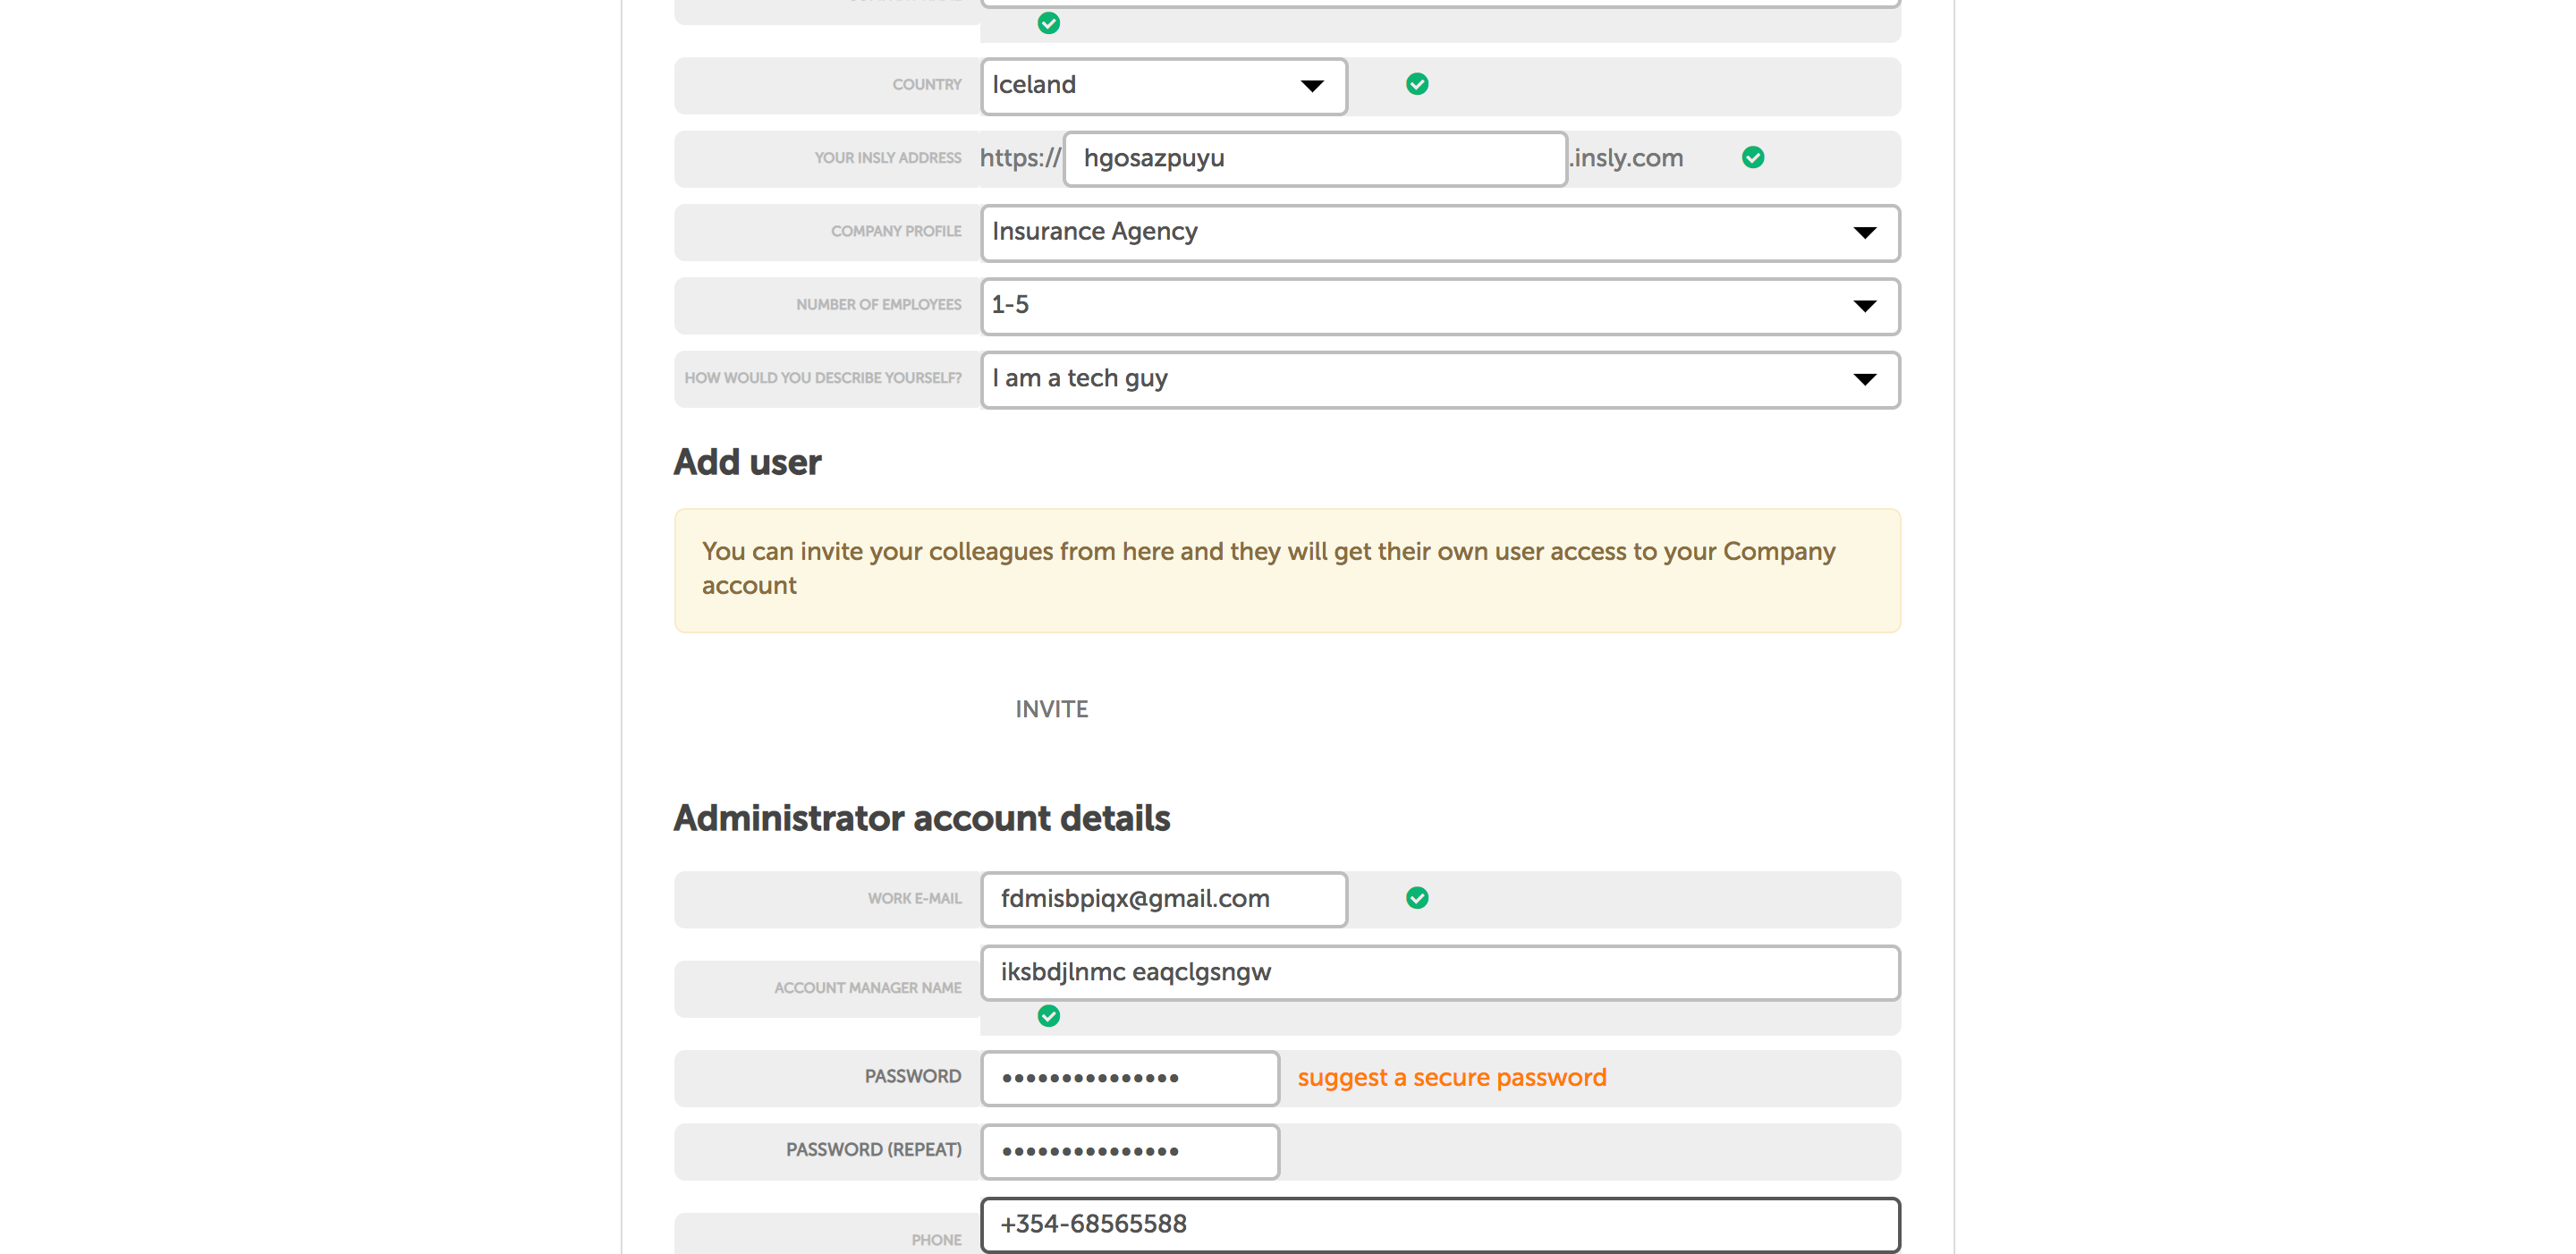 COUNTRY Iceland
YOUR INSLY ADDRESS https:// hgosazpuyu .insly.com
COMPANY PROFILE Insurance Agency
NUMBER OF EMPLOYEES 1-5
HOW WOULD YOU DESCRIBE YOURSELF? I am a tech guy
Add user
You can invite your colleagues from here and they will get their own user access to your Company
account
INVITE
Administrator account details
WORK E-MAIL fdmisbpiqx@gmail.com
ACCOUNT MANAGER NAME iksbdjlnmc eaqclgsngw
PASSWORD ••••••••••••••• suggest a secure password
PASSWORD (REPEAT) •••••••••••••••
PHONE +354-68565588